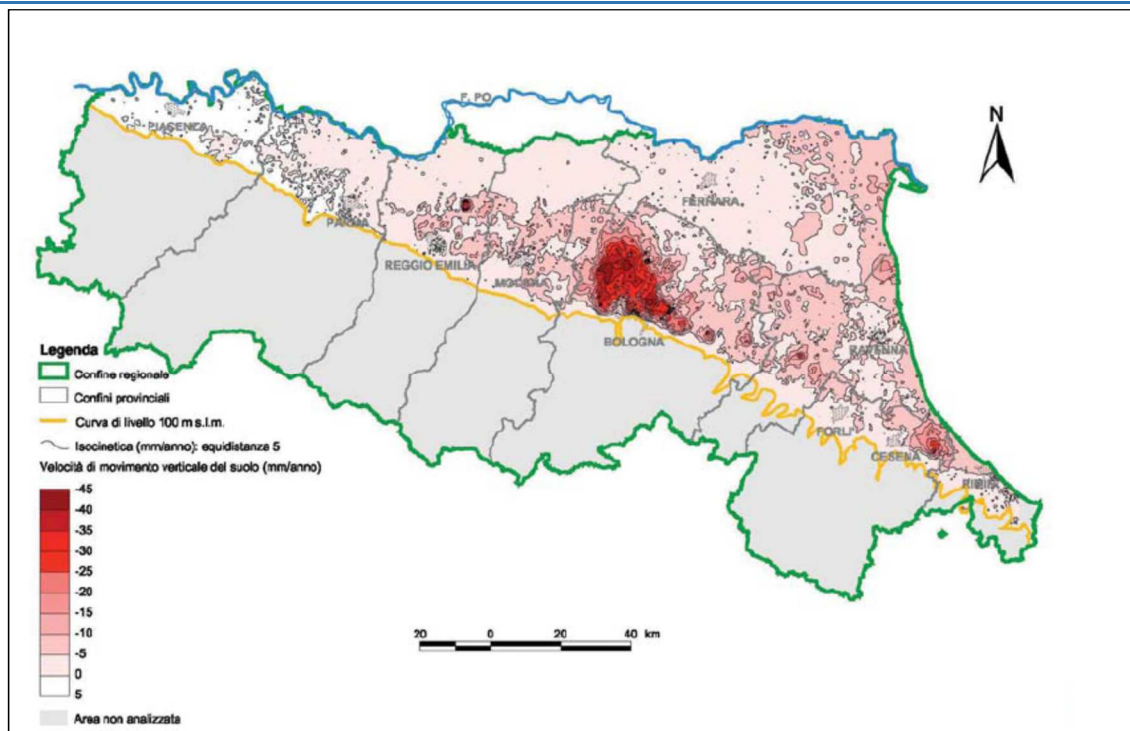 F. PO
N
PIACENZA
PARMA
REGGIO EMILIA
MODENA
FERRARA
BOLOGNA
RAVENNA
FORLI'
CESENA
RIMINI
Legenda
Confine regionale
Confini provinciali
Curva di livello 100 m s.l.m.
Isocinetica (mm/anno): equidistanza 5
Velocità di movimento verticale del suolo (mm/anno)
-45
-40
-35
-30
-25
-20
-15
-10
-5
0
5
Area non analizzata
20 0 20 40 km